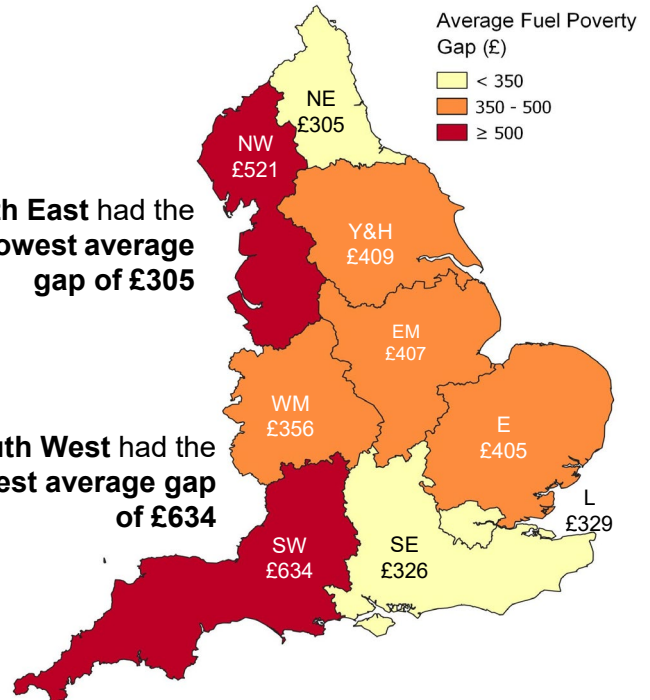 Average Fuel Poverty
Gap (£)
< 350
350 - 500
≥ 500
NE
£305
NW
£521
th East had the
owest average
gap of £305
Y&H
£409
EM
£407
WM
£356
E
£405
uth West had the
est average gap
of £634
L
£329
SW
£634
SE
£326